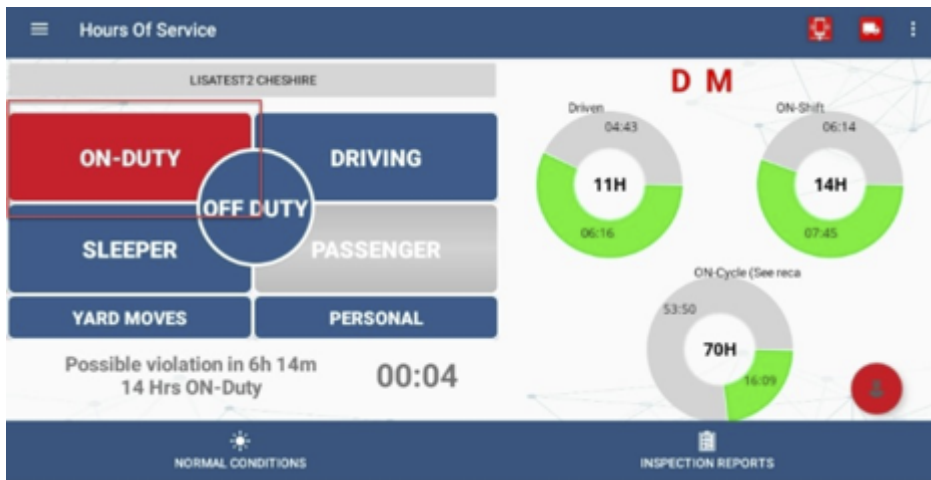 Hours Of Service
LISATEST2 CHESHIRE
ON-DUTY
DRIVING
OFF DUTY
SLEEPER
PASSENGER
YARD MOVES
PERSONAL
Possible violation in 6h 14m
14 Hrs ON-Duty
00:04
D M
Driven
04:43
11H
06:16
ON-Shift
06:14
14H
07:45
ON-Cycle (See reca
53:50
70H
16:09
NORMAL CONDITIONS
INSPECTION REPORTS